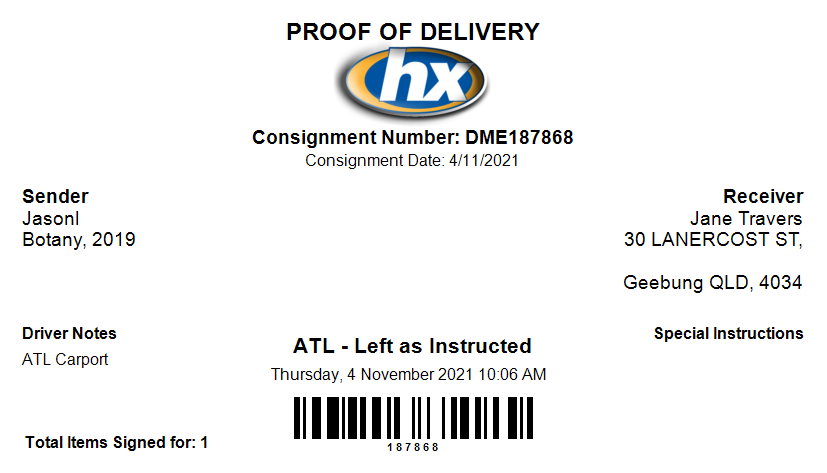 PROOF OF DELIVERY
hx
Consignment Number: DME187868
Consignment Date: 4/11/2021
Sender
JasonI
Botany, 2019
Receiver
Jane Travers
30 LANERCOST ST,
Geebung QLD, 4034
Driver Notes
ATL Carport
ATL - Left as Instructed
Thursday, 4 November 2021 10:06 AM
Special Instructions
187868
Total Items Signed for: 1